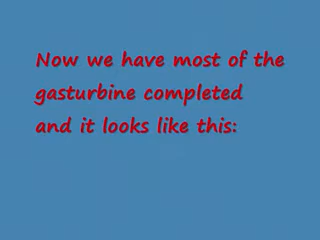 Now we have most of the
gasturbine completed
and it looks like this: